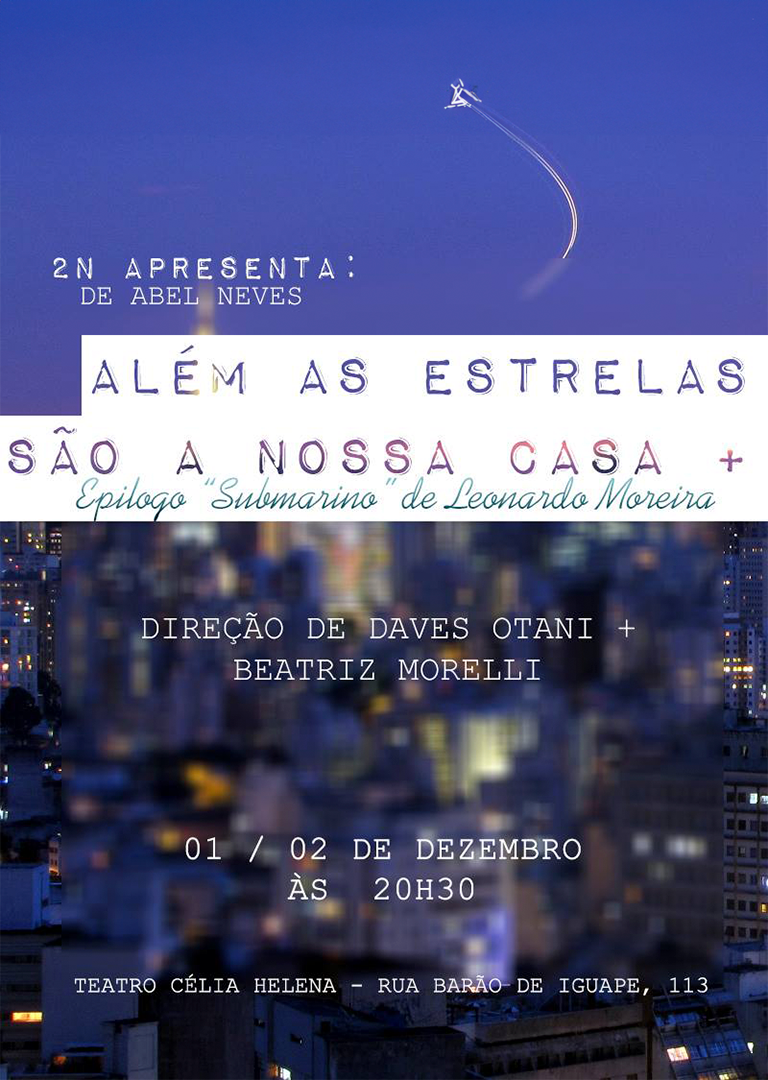 2N APRESENTA:
DE ABEL NEVES
ALÉM AS ESTRELAS
SÃO A NOSSA CASA +
Epilogo "Submarino" de Leonardo Moreira
DIREÇÃO DE DAVES OTANI +
BEATRIZ MORELLI
01 / 02 DE DEZEMBRO
ÀS 20H30
TEATRO CÉLIA HELENA - RUA BARÃO DE IGUAPE, 113